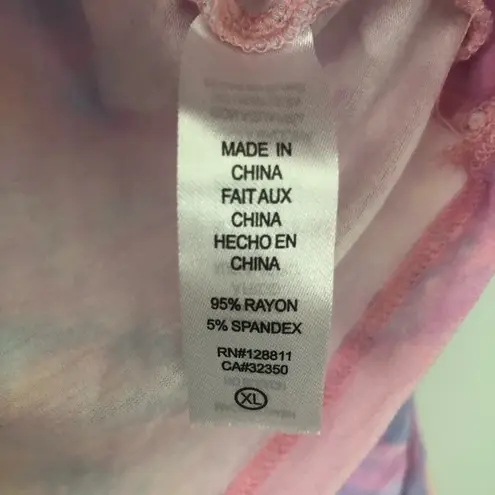 MADE IN
CHINA
FAIT AUX
CHINA
HECHO EN
CHINA
95% RAYON
5% SPANDEX
RN#128811
CA#32350
XL